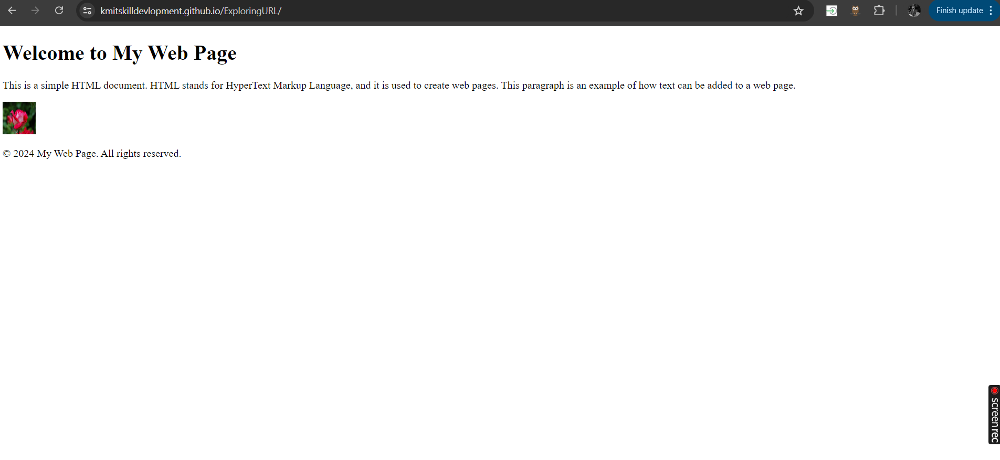 kmitskilldevlopment.github.io/ExploringURL/
Finish update
Welcome to My Web Page
This is a simple HTML document. HTML stands for HyperText Markup Language, and it is used to create web pages. This paragraph is an example of how text can be added to a web page.
© 2024 My Web Page. All rights reserved.
screenrec